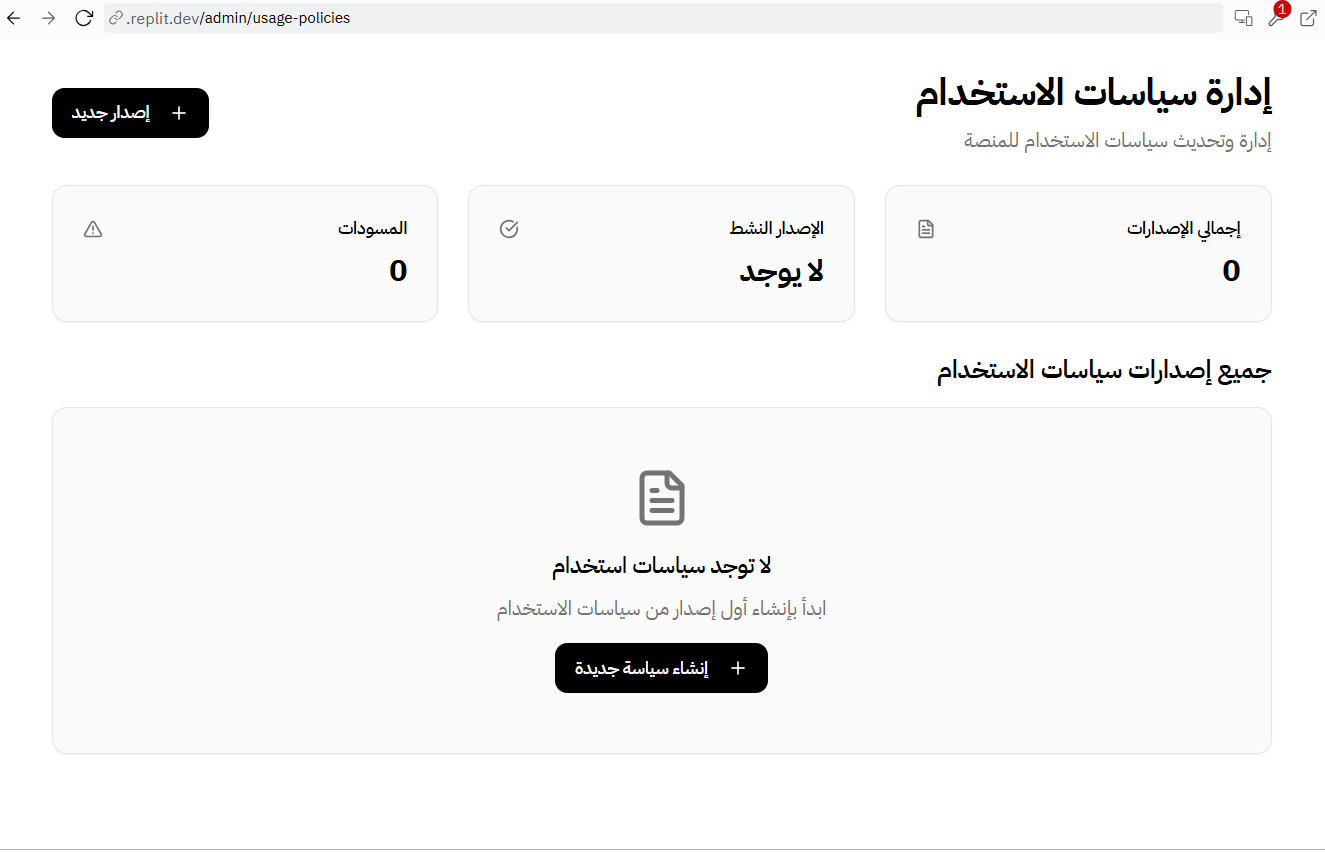 .replit.dev/admin/usage-policies
1
إدارة سياسات الاستخدام
إدارة وتحديث سياسات الاستخدام للمنصة
إصدار جديد
إجمالي الإصدارات
0
الإصدار النشط
لا يوجد
المسودات
0
جميع إصدارات سياسات الاستخدام
لا توجد سياسات استخدام
ابدأ بإنشاء أول إصدار من سياسات الاستخدام
إنشاء سياسة جديدة